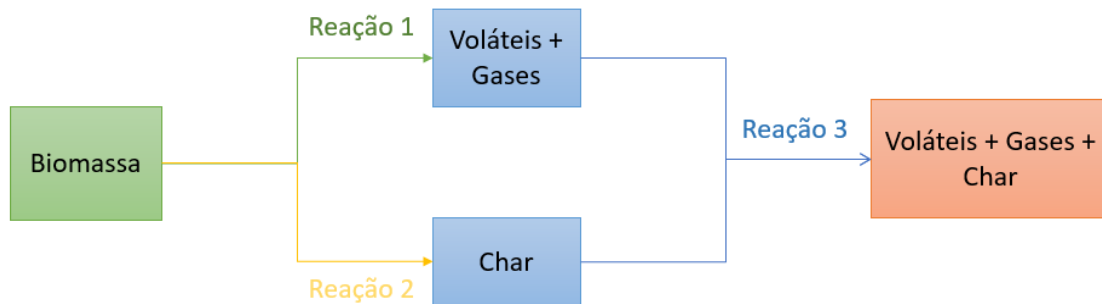 Reação 1
Voláteis +
Gases
Biomassa
Reação 3
Voláteis + Gases +
Char
Char
Reação 2